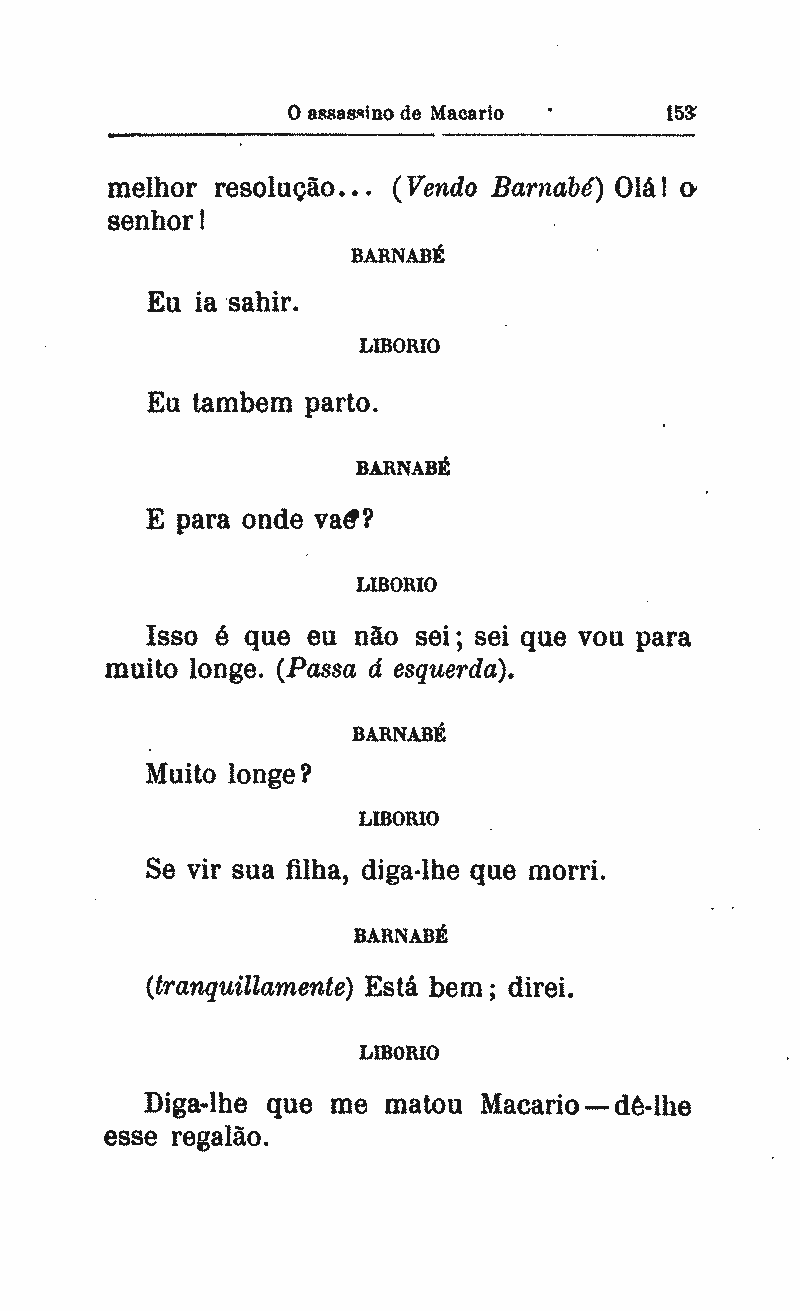 O assassino de Macario 153
melhor resolução... (Vendo Barnabé) Olá! o
senhor!
BARNABÉ
Eu ia sahir.
LIBORIO
Eu tambem parto.
BARNABÉ
E para onde vae?
LIBORIO
Isso é que eu não sei; sei que vou para
muito longe. (Passa á esquerda).
BARNABÉ
Muito longe?
LIBORIO
Se vir sua filha, diga-lhe que morri.
BARNABÉ
(tranquillamente) Está bem; direi.
LIBORIO
Diga-lhe que me matou Macario—dê-lhe
esse regalão.